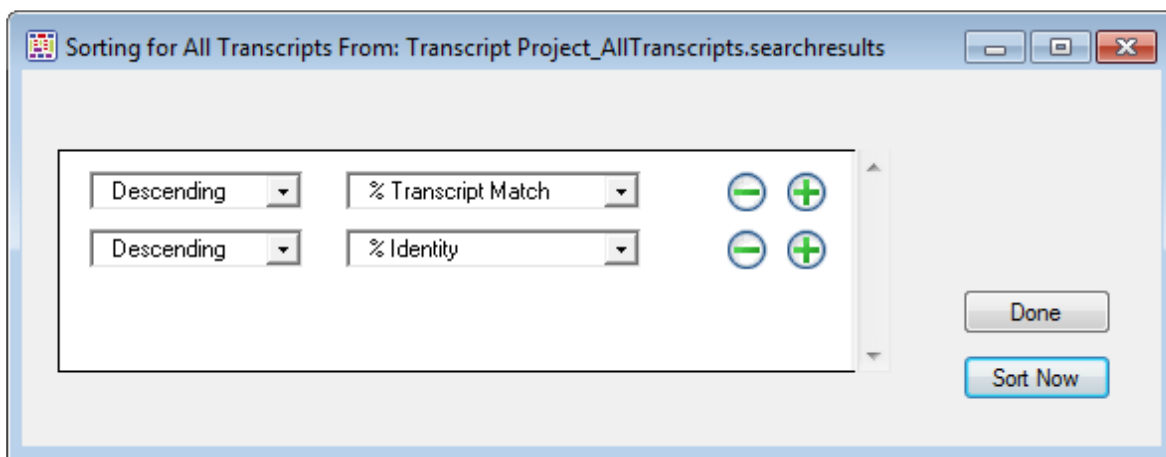 Sorting for All Transcripts From: Transcript Project_AllTranscripts.searchresults
Descending % Transcript Match
Descending % Identity
Done
Sort Now